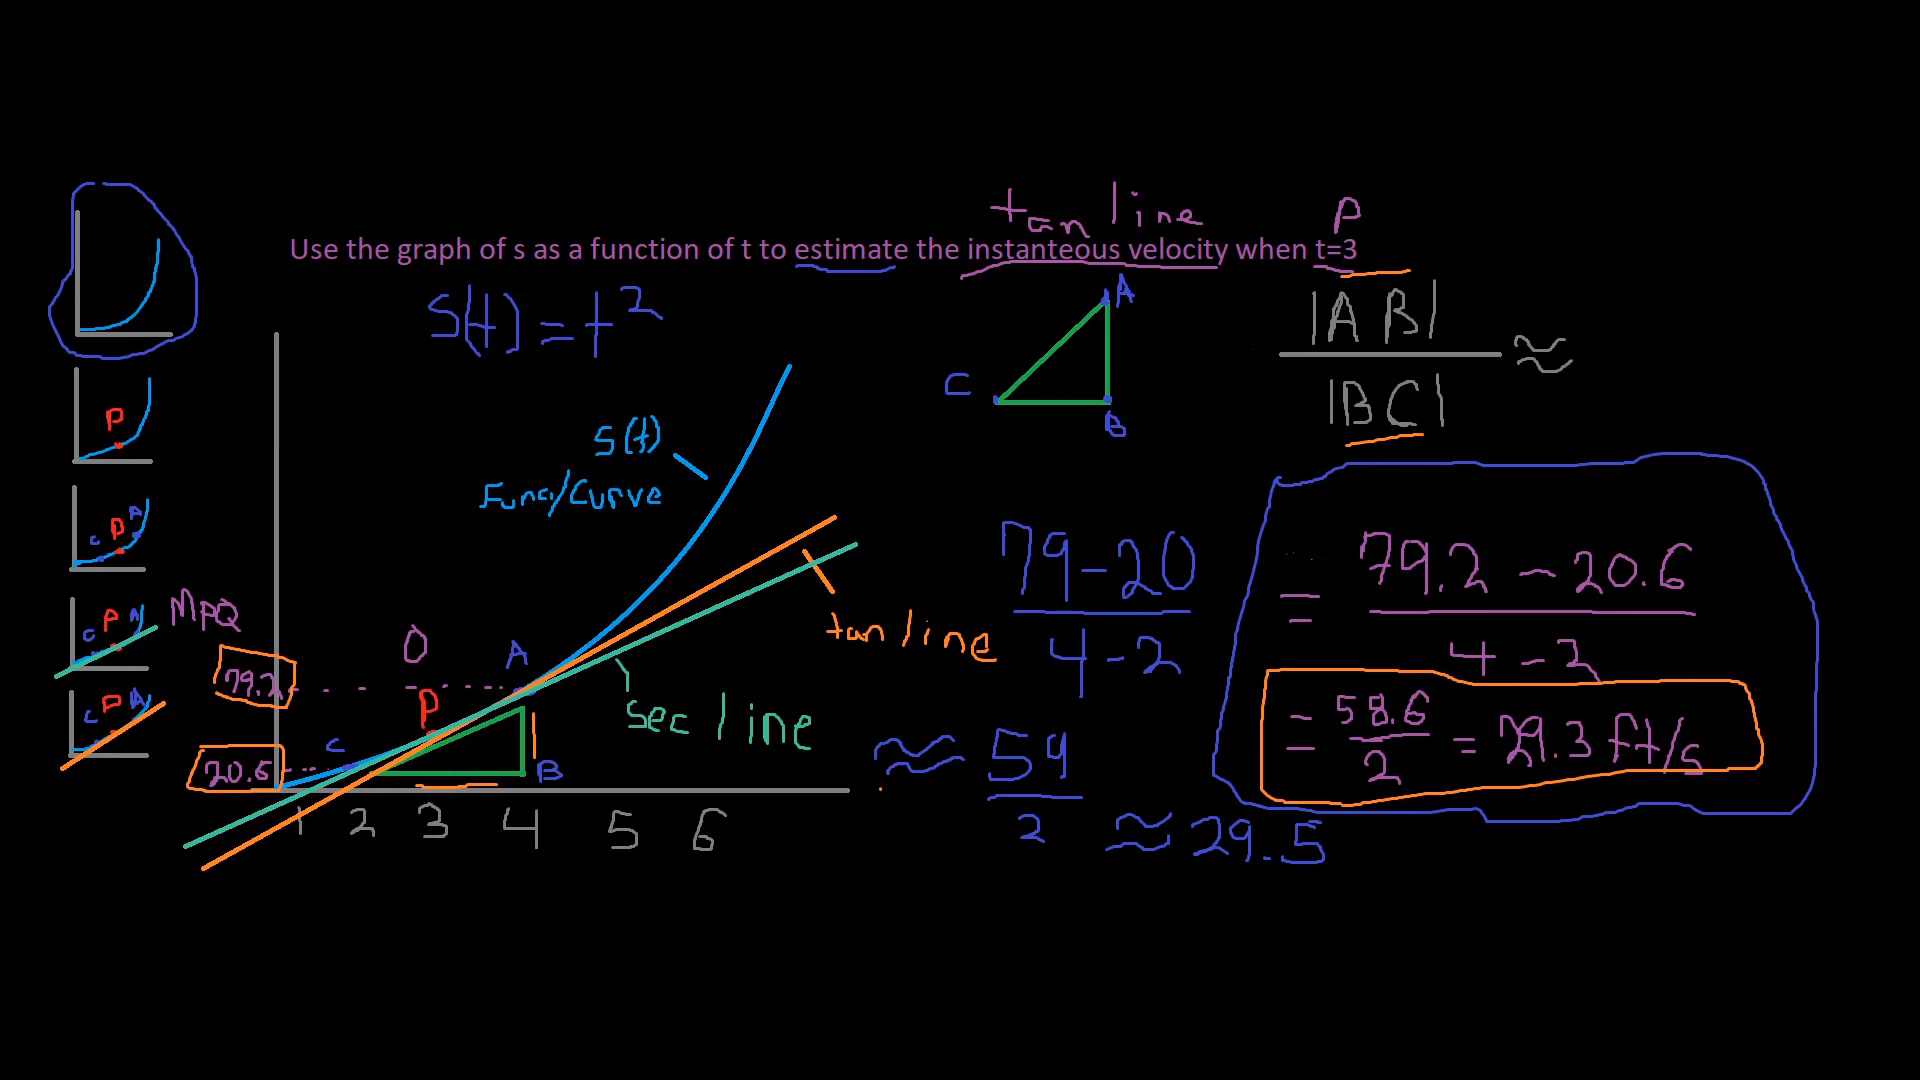 tan line P
Use the graph of s as a function of t to estimate the instanteous velocity when t=3
S(t) = t²
A
C
B
|AB|
|BC|
≈
P
S(t)
Func/Curve
C P A
79-20
4-2
= 79.2 - 20.6
4-2
C P A
MPQ
O
A
tan line
79.2
P
Sec line
= 58.6
2
= 29.3 ft/s
C P A
C
B
20.6
≈ 59
2
≈ 29.5
1 2 3 4 5 6